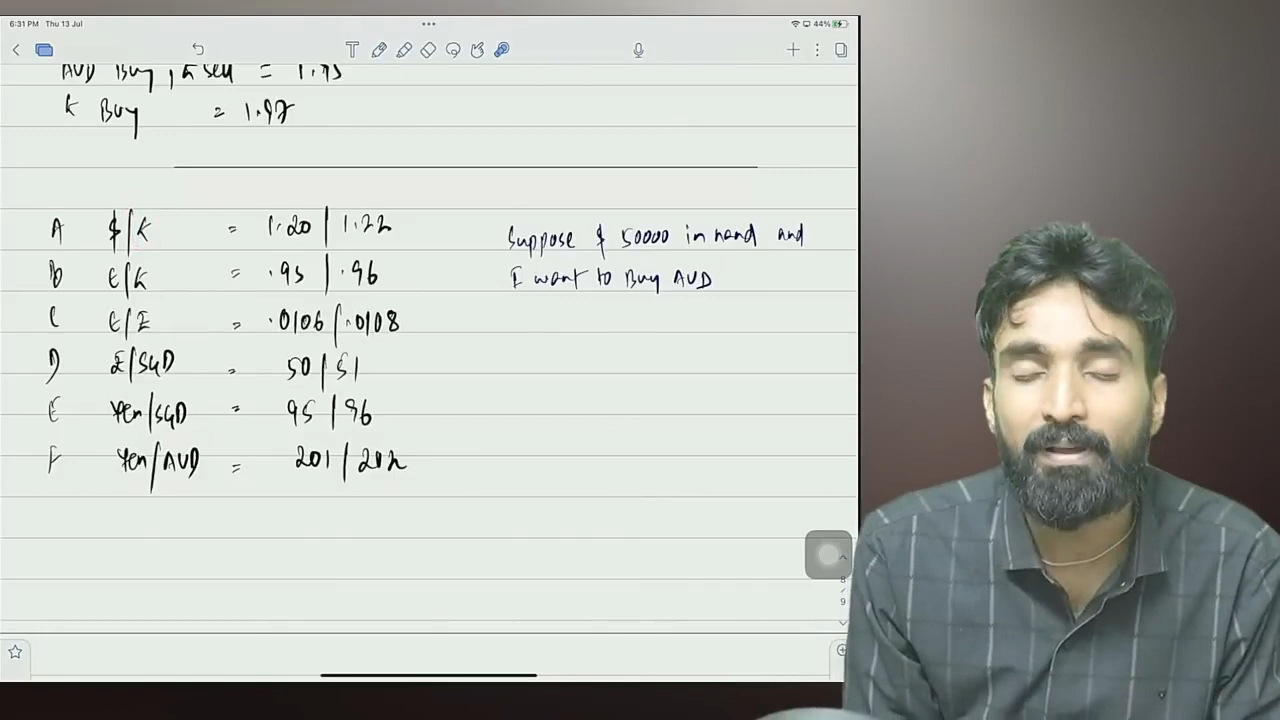 6:31 PM Thu 13 Jul
44%
AUD Buy, K sell = 1.95
K Buy = 1.97
A $/K = 1.20 | 1.22
B €/K = .95 | .96
C €/I = .0106 | .0108
D I/SGD = 50 | 51
E Yen/SGD = 95 | 96
F Yen/AUD = 201 | 202
Suppose $ 50000 in hand and
I want to Buy AUD
8
9